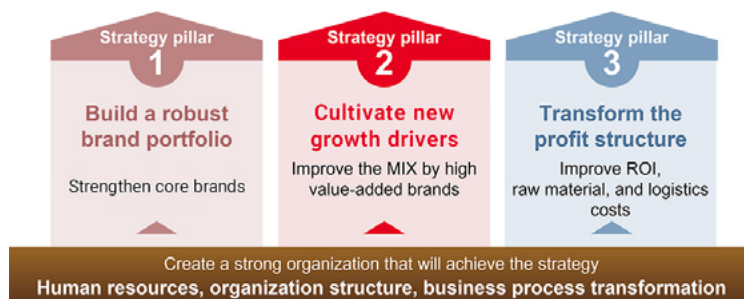 Strategy pillar
1
Build a robust
brand portfolio
Strengthen core brands
Strategy pillar
2
Cultivate new
growth drivers
Improve the MIX by high
value-added brands
Strategy pillar
3
Transform the
profit structure
Improve ROI,
raw material, and logistics
costs
Create a strong organization that will achieve the strategy
Human resources, organization structure, business process transformation